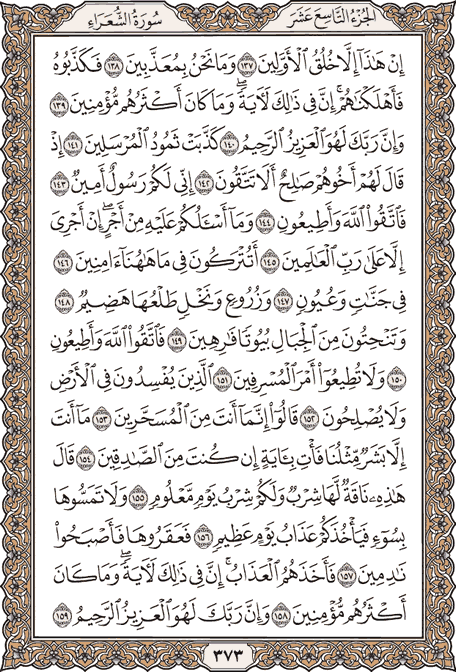 الجزء التاسع عشر
سورة الشعراء
إِنْ هَٰذَآ إِلَّا خُلُقُ ٱلْأَوَّلِينَ ١٣٧ وَمَا نَحْنُ بِمُعَذَّبِينَ ١٣٨ فَكَذَّبُوهُ
فَأَهْلَكْنَٰهُمْ ۚ إِنَّ فِى ذَٰلِكَ لَءَايَةً ۖ وَمَا كَانَ أَكْثَرُهُم مُّؤْمِنِينَ ١٣٩
وَإِنَّ رَبَّكَ لَهُوَ ٱلْعَزِيزُ ٱلرَّحِيمُ ١٤٠ كَذَّبَتْ ثَمُودُ ٱلْمُرْسَلِينَ ١٤١ إِذْ
قَالَ لَهُمْ أَخُوهُمْ صَٰلِحٌ أَلَا تَتَّقُونَ ١٤٢ إِنِّى لَكُمْ رَسُولٌ أَمِينٌ ١٤٣
فَٱتَّقُوا۟ ٱللَّهَ وَأَطِيعُونِ ١٤٤ وَمَآ أَسْـَٔلُكُمْ عَلَيْهِ مِنْ أَجْرٍ ۖ إِنْ أَجْرِىَ
إِلَّا عَلَىٰ رَبِّ ٱلْعَٰلَمِينَ ١٤٥ أَتُتْرَكُونَ فِى مَا هَٰهُنَآ ءَامِنِينَ ١٤٦
فِى جَنَّٰتٍ وَعُيُونٍ ١٤٧ وَزُرُوعٍ وَنَخْلٍ طَلْعُهَا هَضِيمٌ ١٤٨
وَتَنْحِتُونَ مِنَ ٱلْجِبَالِ بُيُوتًا فَٰرِهِينَ ١٤٩ فَٱتَّقُوا۟ ٱللَّهَ وَأَطِيعُونِ
١٥٠ وَلَا تُطِيعُوٓا۟ أَمْرَ ٱلْمُسْرِفِينَ ١٥١ ٱلَّذِينَ يُفْسِدُونَ فِى ٱلْأَرْضِ
وَلَا يُصْلِحُونَ ١٥٢ قَالُوٓا۟ إِنَّمَآ أَنتَ مِنَ ٱلْمُسَحَّرِينَ ١٥٣ مَآ أَنتَ
إِلَّا بَشَرٌ مِّثْلُنَا فَأْتِ بِـَٔايَةٍ إِن كُنتَ مِنَ ٱلصَّٰدِقِينَ ١٥٤ قَالَ
هَٰذِهِۦ نَاقَةٌ لَّهَا شِرْبٌ وَلَكُمْ شِرْبُ يَوْمٍ مَّعْلُومٍ ١٥٥ وَلَا تَمَسُّوهَا
بِسُوٓءٍ فَيَأْخُذَكُمْ عَذَابُ يَوْمٍ عَظِيمٍ ١٥٦ فَعَقَرُوهَا فَأَصْبَحُوا۟
نَٰدِمِينَ ١٥٧ فَأَخَذَهُمُ ٱلْعَذَابُ ۗ إِنَّ فِى ذَٰلِكَ لَءَايَةً ۖ وَمَا كَانَ
أَكْثَرُهُم مُّؤْمِنِينَ ١٥٨ وَإِنَّ رَبَّكَ لَهُوَ ٱلْعَزِيزُ ٱلرَّحِيمُ ١٥٩
٣٧٣